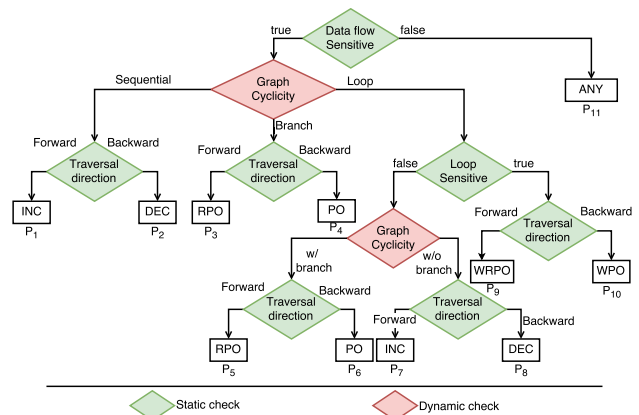 true
Data flow
Sensitive
false
Sequential
Graph
Cyclicity
Loop
ANY
P11
Branch
Forward
Backward
Traversal
direction
Forward
Backward
Traversal
direction
false
Loop
Sensitive
true
INC
P1
DEC
P2
RPO
P3
PO
P4
Graph
Cyclicity
Forward
Backward
Traversal
direction
w/
branch
w/o
branch
WRPO
P9
WPO
P10
Forward
Backward
Traversal
direction
Forward
Backward
Traversal
direction
RPO
P5
PO
P6
INC
P7
DEC
P8
Static check
Dynamic check